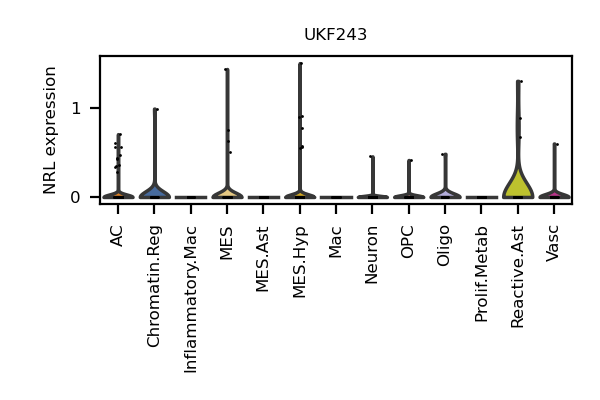 UKF243
NRL expression
1
0
AC
Chromatin.Reg
Inflammatory.Mac
MES
MES.Ast
MES.Hyp
Mac
Neuron
OPC
Oligo
Prolif.Metab
Reactive.Ast
Vasc